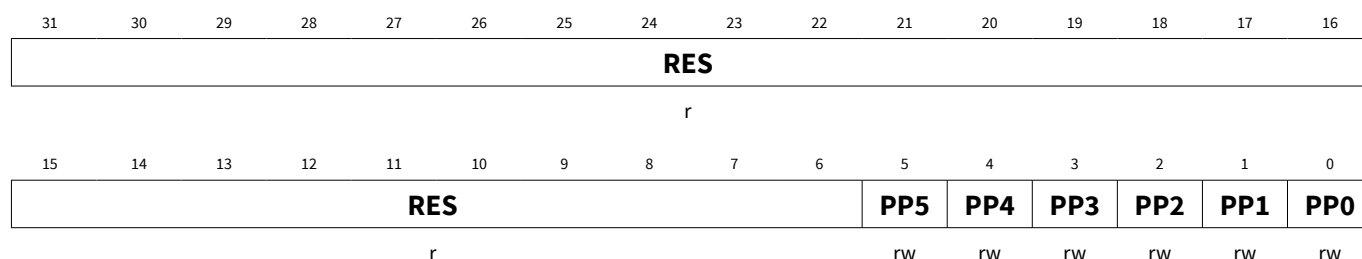 31 30 29 28 27 26 25 24 23 22 21 20 19 18 17 16
RES
r
15 14 13 12 11 10 9 8 7 6 5 4 3 2 1 0
RES PP5 PP4 PP3 PP2 PP1 PP0
r rw rw rw rw rw rw